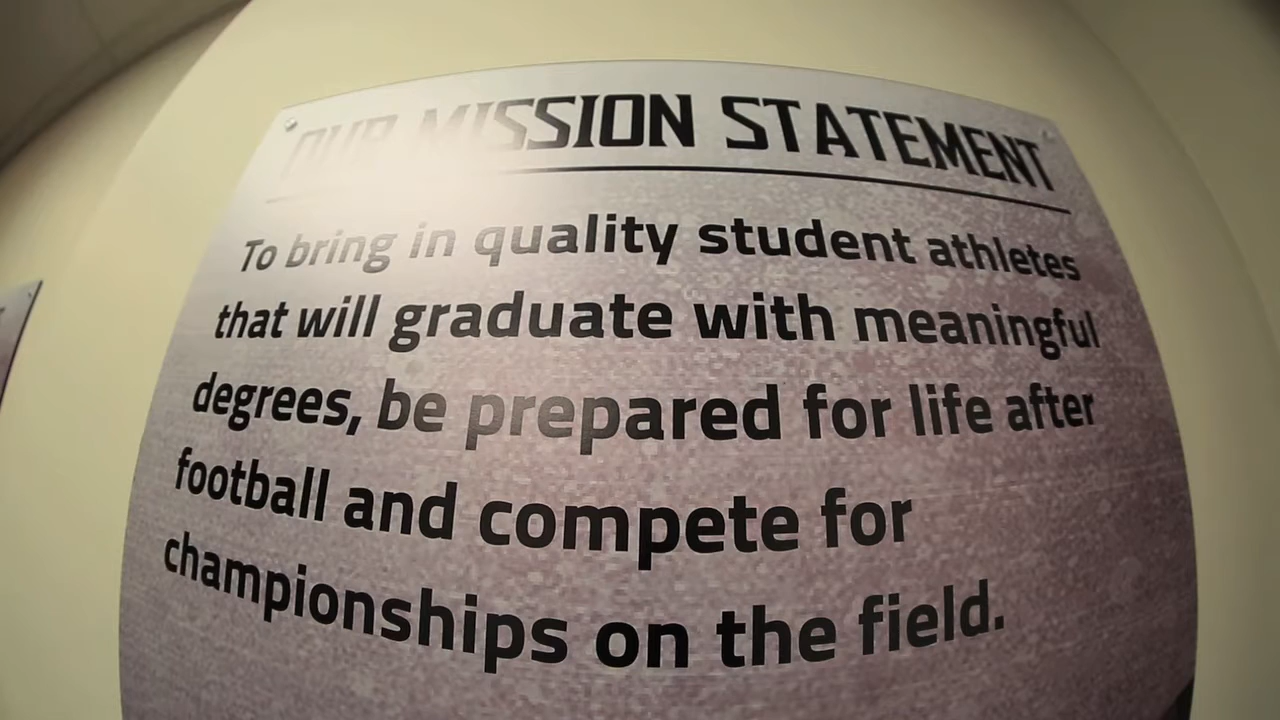 OUR MISSION STATEMENT
To bring in quality student athletes
that will graduate with meaningful
degrees, be prepared for life after
football and compete for
championships on the field.